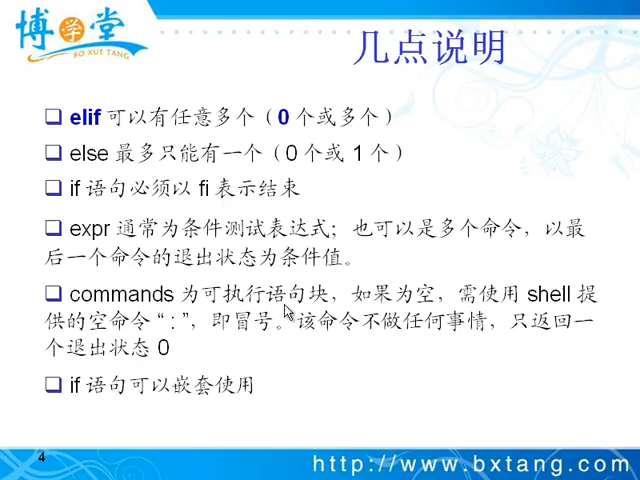 博学堂
BO XUE TANG
几点说明
elif 可以有任意多个（0 个或多个）
else 最多只能有一个（0 个或 1 个）
if 语句必须以 fi 表示结束
expr 通常为条件测试表达式；也可以是多个命令，以最
后一个命令的退出状态为条件值。
commands 为可执行语句块，如果为空，需使用 shell 提
供的空命令 “ : ”，即冒号。该命令不做任何事情，只返回一
个退出状态 0
if 语句可以嵌套使用
4
http://www.bxtang.com